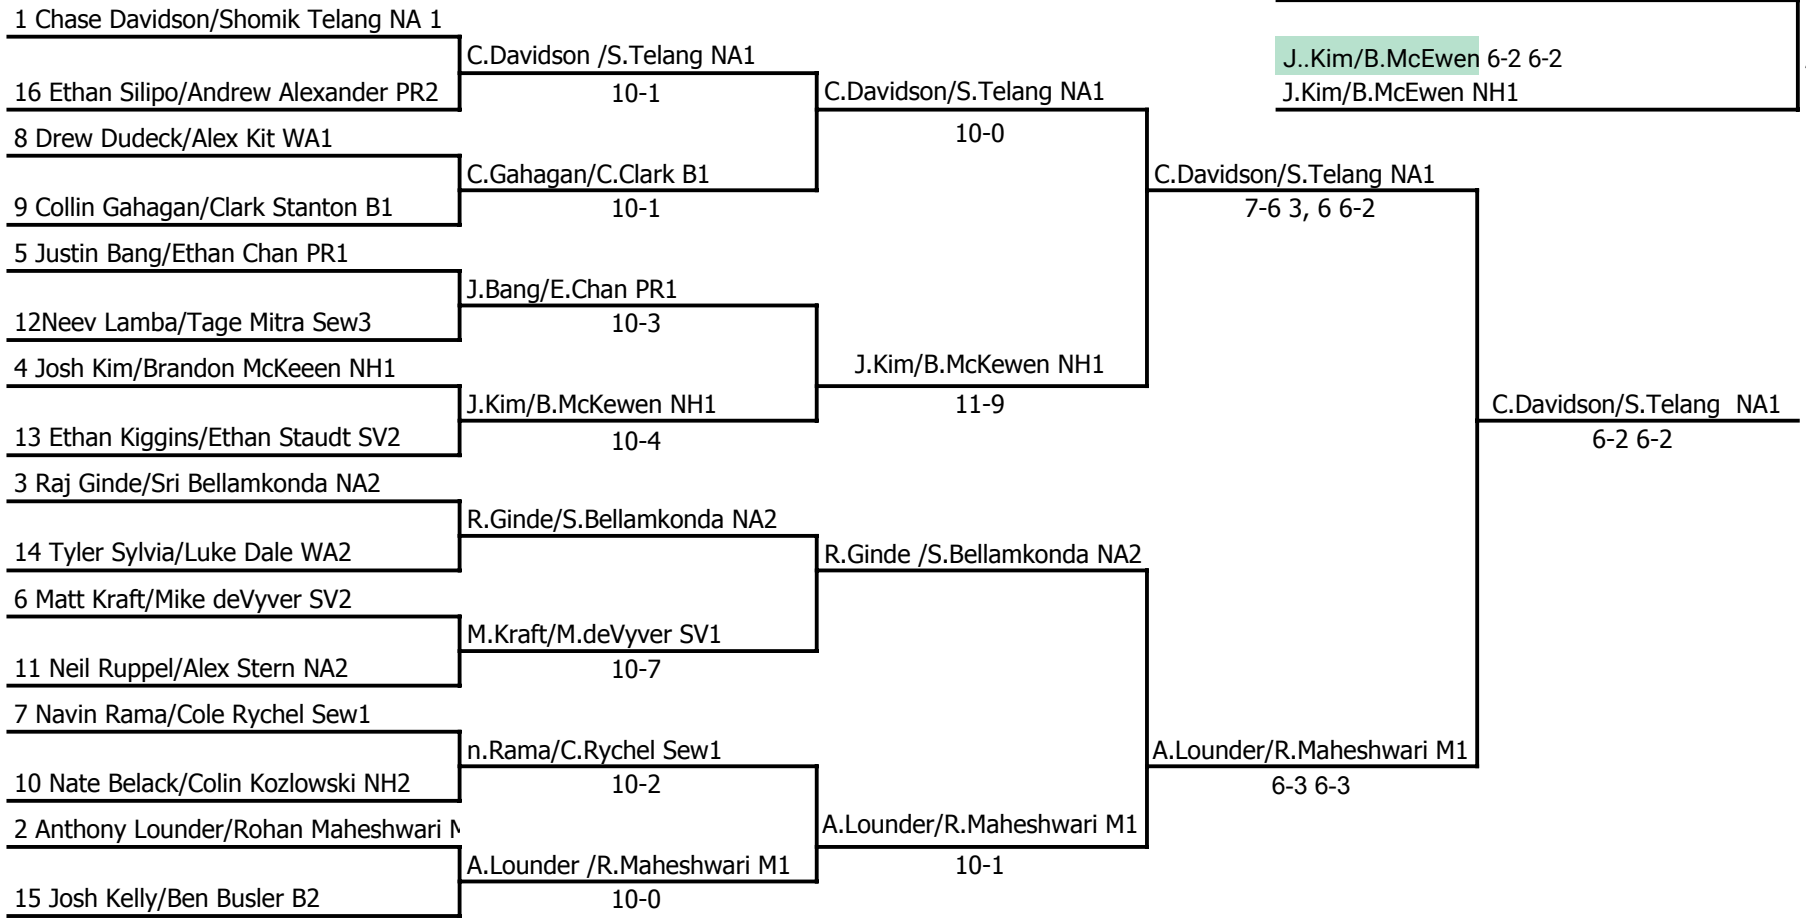 1 Chase Davidson/Shomik Telang NA 1
16 Ethan Silipo/Andrew Alexander PR2
8 Drew Dudeck/Alex Kit WA1
9 Collin Gahagan/Clark Stanton B1
5 Justin Bang/Ethan Chan PR1
12Neev Lamba/Tage Mitra Sew3
4 Josh Kim/Brandon McKeeen NH1
13 Ethan Kiggins/Ethan Staudt SV2
3 Raj Ginde/Sri Bellamkonda NA2
14 Tyler Sylvia/Luke Dale WA2
6 Matt Kraft/Mike deVyver SV2
11 Neil Ruppel/Alex Stern NA2
7 Navin Rama/Cole Rychel Sew1
10 Nate Belack/Colin Kozlowski NH2
2 Anthony Lounder/Rohan Maheshwari
15 Josh Kelly/Ben Busler B2
C.Davidson /S.Telang NA1
10-1
C.Gahagan/C.Clark B1
10-1
J.Bang/E.Chan PR1
10-3
J.Kim/B.McKewen NH1
10-4
R.Ginde/S.Bellamkonda NA2
M.Kraft/M.deVyver SV1
10-7
n.Rama/C.Rychel Sew1
10-2
A.Lounder /R.Maheshwari M1
10-0
C.Davidson/S.Telang NA1
10-0
J.Kim/B.McKewen NH1
11-9
R.Ginde /S.Bellamkonda NA2
A.Lounder/R.Maheshwari M1
10-1
C.Davidson/S.Telang NA1
7-6 3, 6 6-2
A.Lounder/R.Maheshwari M1
6-3 6-3
C.Davidson/S.Telang NA1
6-2 6-2
J..Kim/B.McEwen 6-2 6-2
J.Kim/B.McEwen NH1